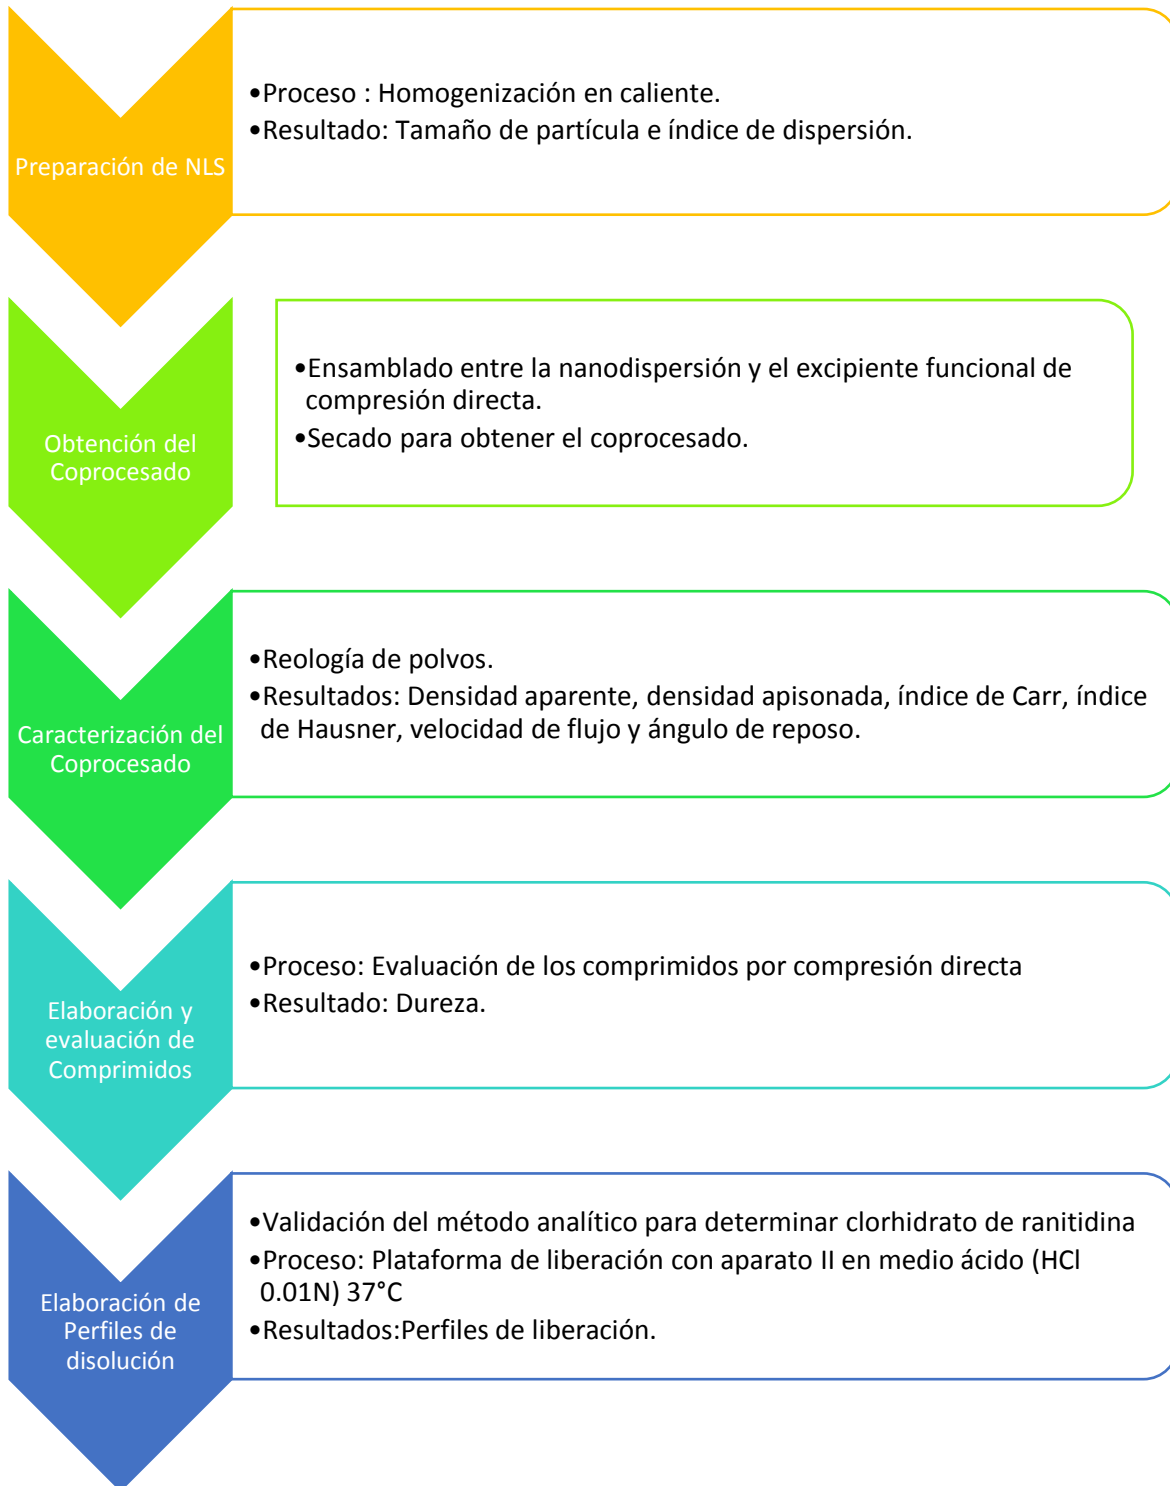 Preparación de NLS
•Proceso : Homogenización en caliente.
•Resultado: Tamaño de partícula e índice de dispersión.
Obtención del
Coprocesado
•Ensamblado entre la nanodispersión y el excipiente funcional de
compresión directa.
•Secado para obtener el coprocesado.
Caracterización del
Coprocesado
•Reología de polvos.
•Resultados: Densidad aparente, densidad apisonada, índice de Carr, índice
de Hausner, velocidad de flujo y ángulo de reposo.
Elaboración y
evaluación de
Comprimidos
•Proceso: Evaluación de los comprimidos por compresión directa
•Resultado: Dureza.
Elaboración de
Perfiles de
disolución
•Validación del método analítico para determinar clorhidrato de ranitidina
•Proceso: Plataforma de liberación con aparato II en medio ácido (HCl
0.01N) 37°C
•Resultados:Perfiles de liberación.